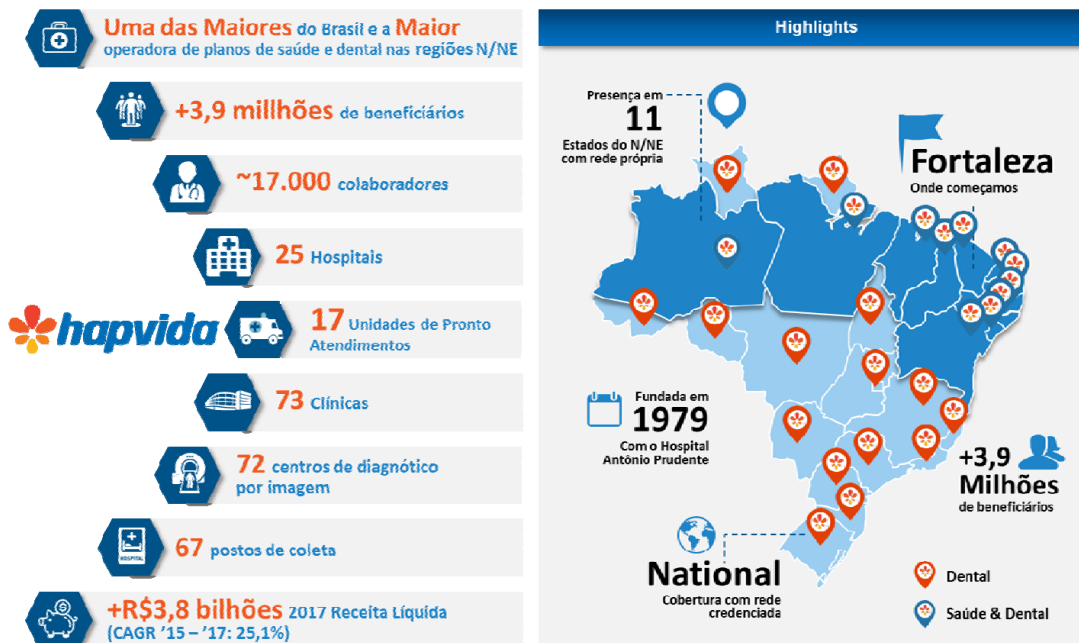 Uma das Maiores do Brasil e a Maior
operadora de planos de saúde e dental nas regiões N/NE
+3,9 millhões de beneficiários
~17.000 colaboradores
25 Hospitais
hapvida
17 Unidades de Pronto
Atendimentos
73 Clínicas
72 centros de diagnótico
por imagem
67 postos de coleta
HOSPITAL
+R$3,8 bilhões 2017 Receita Líquida
(CAGR '15 – '17: 25,1%)
Highlights
Presença em
11
Estados do N/NE
com rede própria
Fortaleza
Onde começamos
Fundada em
1979
Com o Hospital
Antônio Prudente
+3,9
Milhões
de beneficiários
National
Cobertura com rede
credenciada
Dental
Saúde & Dental